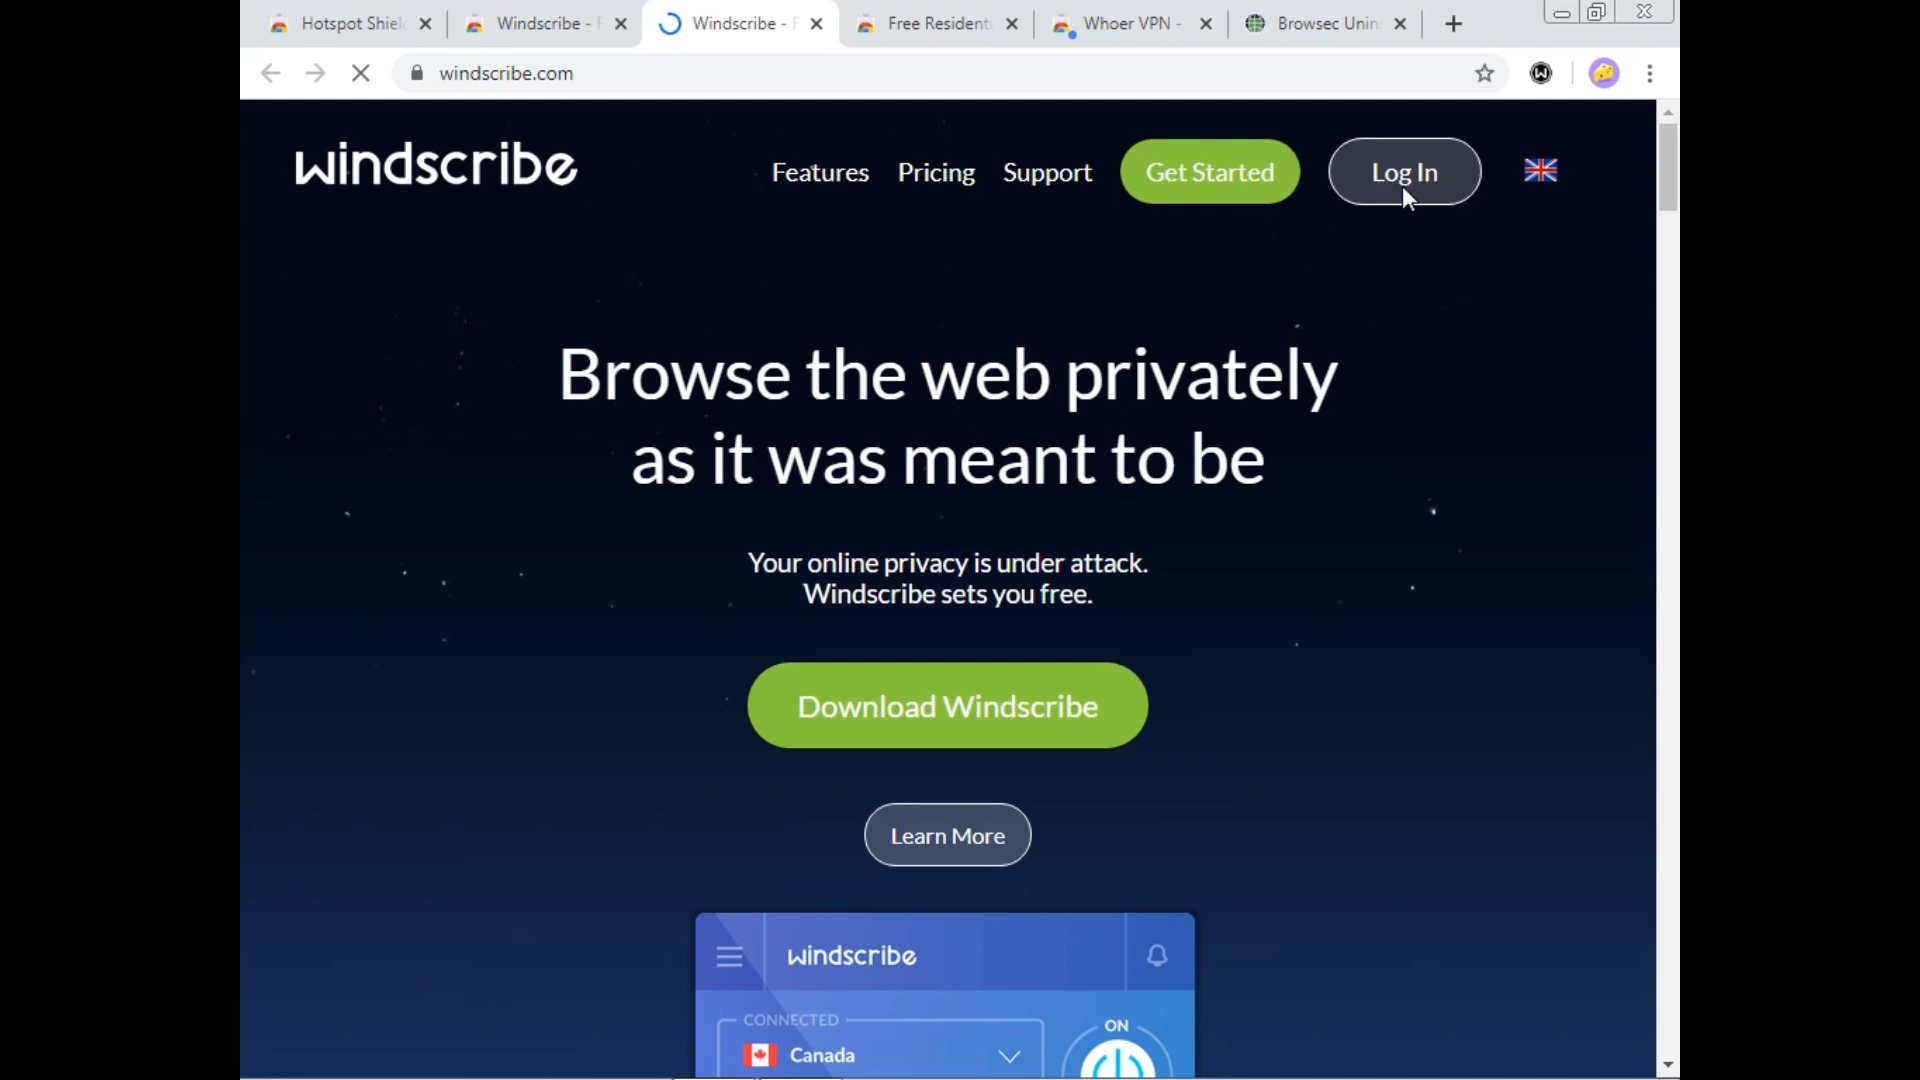 Hotspot Shiel
Windscribe - F
Windscribe - F
Free Resident
Whoer VPN -
Browsec Unin
windscribe.com
windscribe
Features
Pricing
Support
Get Started
Log In
Browse the web privately
as it was meant to be
Your online privacy is under attack.
Windscribe sets you free.
Download Windscribe
Learn More
windscribe
CONNECTED
ON
Canada